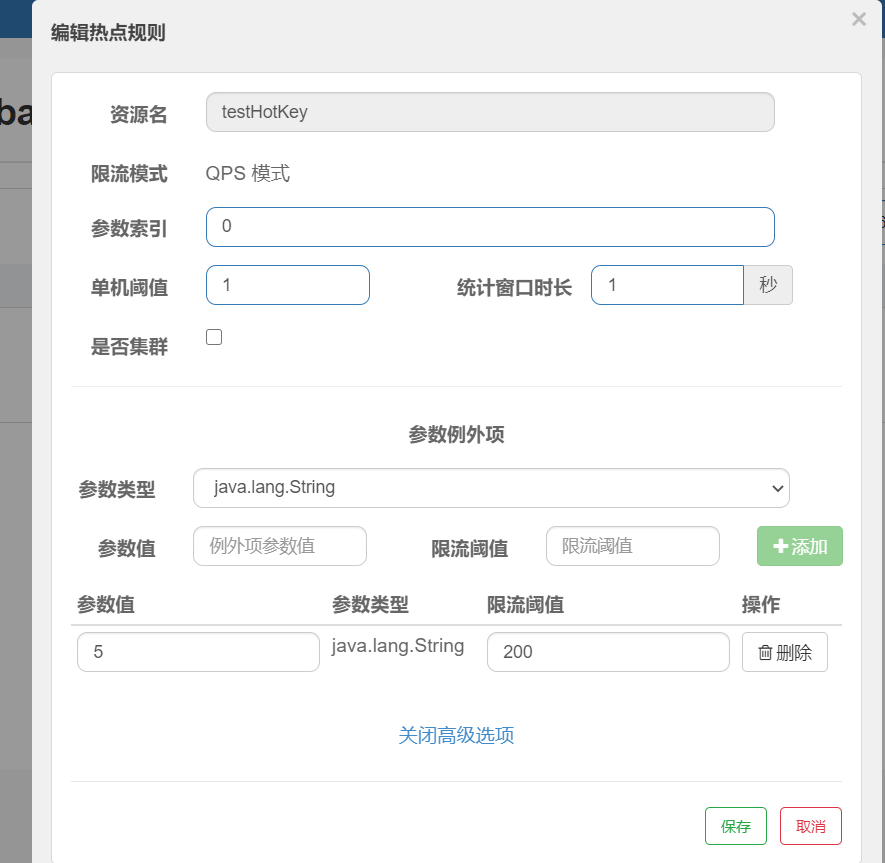 编辑热点规则
×
ba
资源名 testHotKey
限流模式 QPS 模式
参数索引 0
单机阈值 1 统计窗口时长 1 秒
是否集群
参数例外项
参数类型 java.lang.String
参数值 例外项参数值 限流阈值 限流阈值 添加
参数值 参数类型 限流阈值 操作
5 java.lang.String 200 删除
关闭高级选项
保存 取消